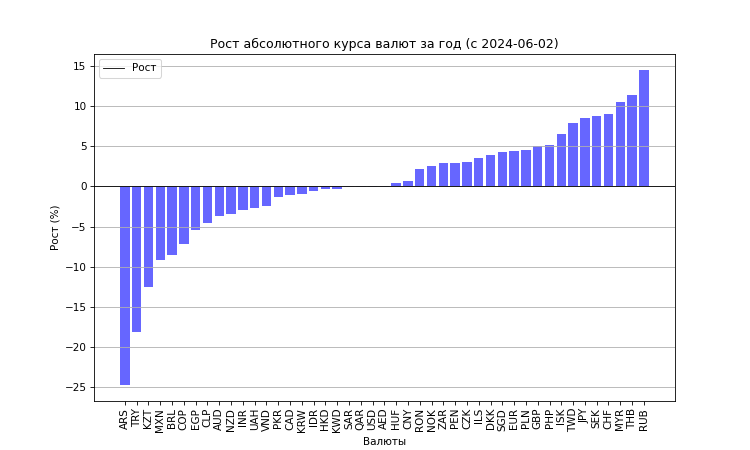 Рост абсолютного курса валют за год (с 2024-06-02)
Рост
15
10
5
0
−5
−10
−15
−20
−25
Рост (%)
ARS TRY KZT MXN BRL COP EGP CLP AUD NZD INR UAH VND PKR CAD KRW IDR HKD KWD SAR QAR USD AED HUF CNY RON NOK ZAR PEN CZK ILS DKK SGD EUR PLN GBP PHP ISK TWD JPY SEK CHF MYR THB RUB
Валюты